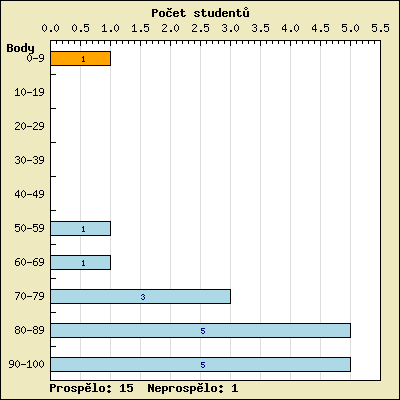 Počet studentů
0.0 0.5 1.0 1.5 2.0 2.5 3.0 3.5 4.0 4.5 5.0 5.5
Body
0-9 1
10-19
20-29
30-39
40-49
50-59 1
60-69 1
70-79 3
80-89 5
90-100 5
Prospělo: 15 Neprospělo: 1